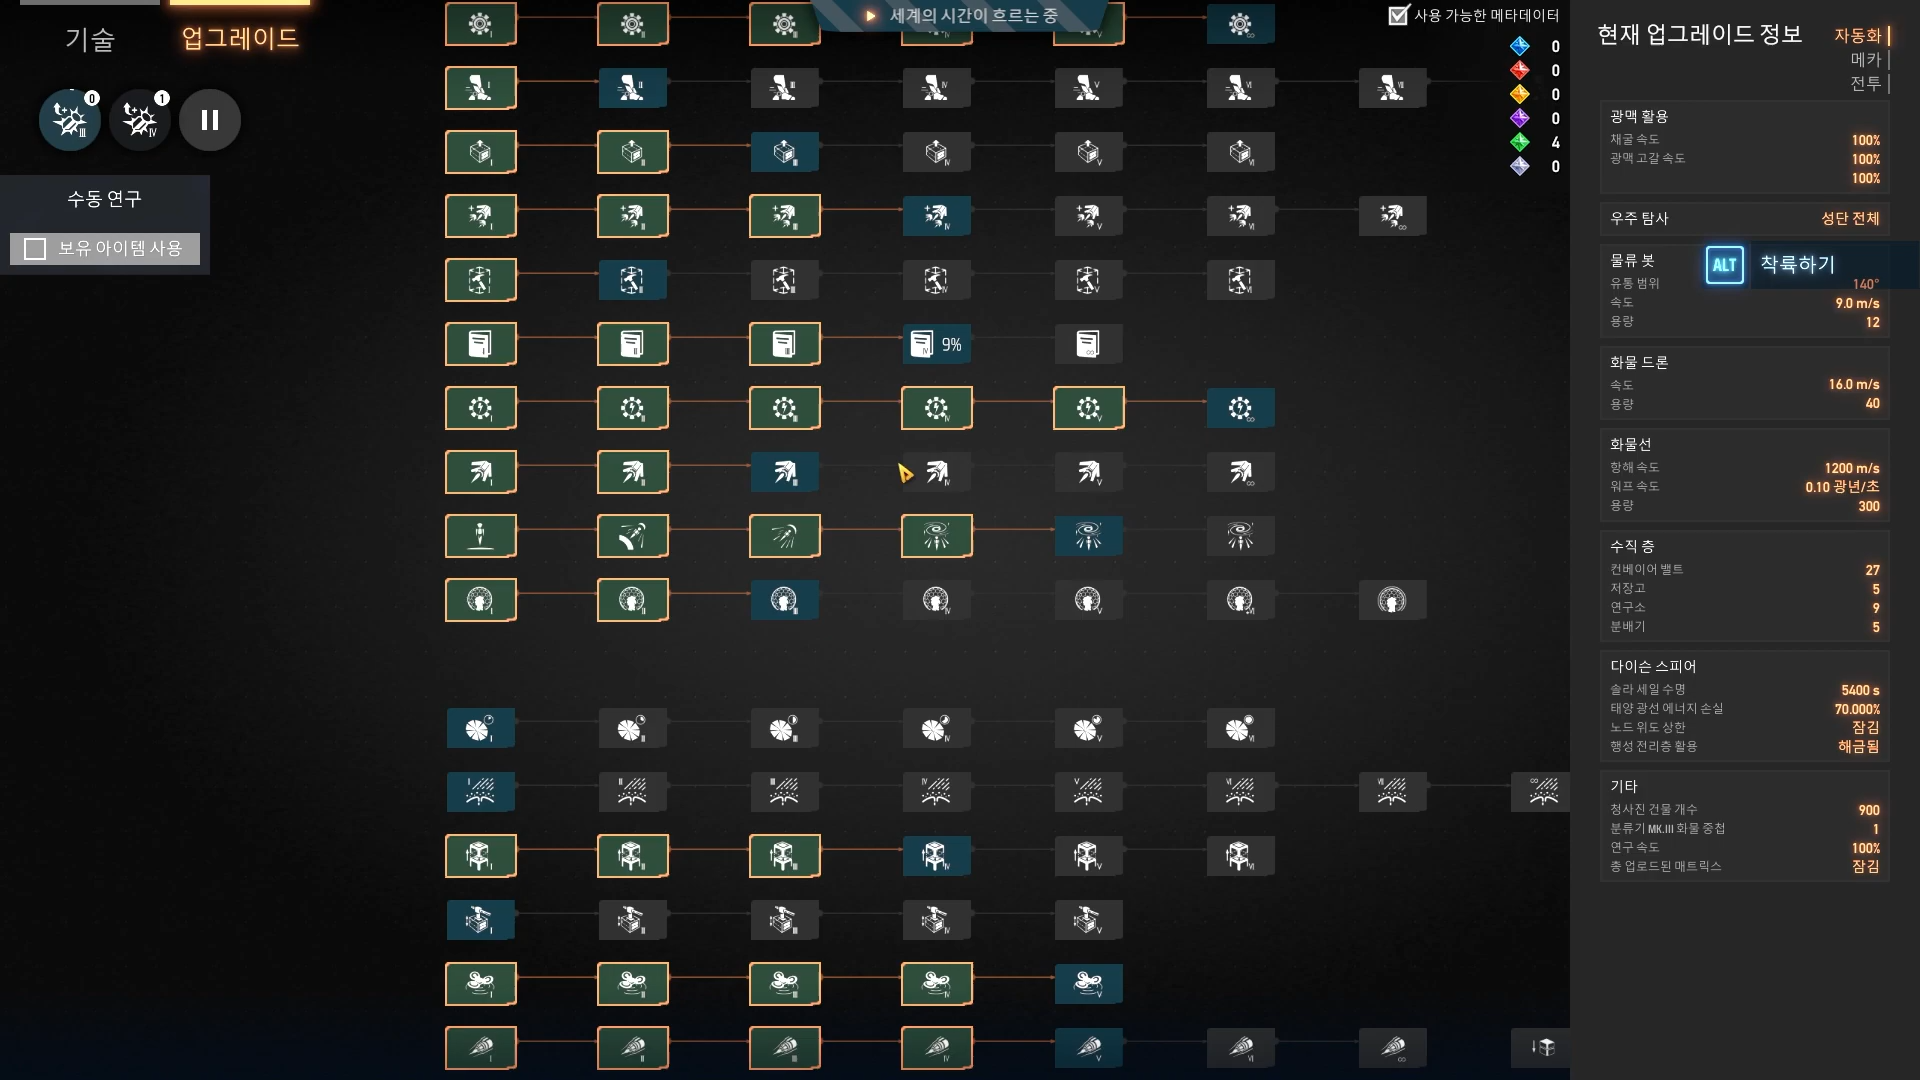 기술
업그레이드
세계의 시간이 흐르는 중
사용 가능한 메타데이터
0
0
0
0
4
0
0
III
1
IV
수동 연구
보유 아이템 사용
9%
현재 업그레이드 정보
자동화
메카
전투
광맥 활용
채굴 속도 100%
광맥 고갈 속도 100%
100%
우주 탐사 성단 전체
물류 봇
ALT 착륙하기
유통 범위 140°
속도 9.0 m/s
용량 12
화물 드론
속도 16.0 m/s
용량 40
화물선
항해 속도 1200 m/s
워프 속도 0.10 광년/초
용량 300
수직 층
컨베이어 벨트 27
저장고 5
연구소 9
분배기 5
다이슨 스피어
솔라 세일 수명 5400 s
태양 광선 에너지 손실 70.000%
노드 위도 상한 잠김
행성 전리층 활용 해금됨
기타
청사진 건물 개수 900
분류기 MK.III 화물 중첩 1
연구 속도 100%
총 업로드된 매트릭스 잠김